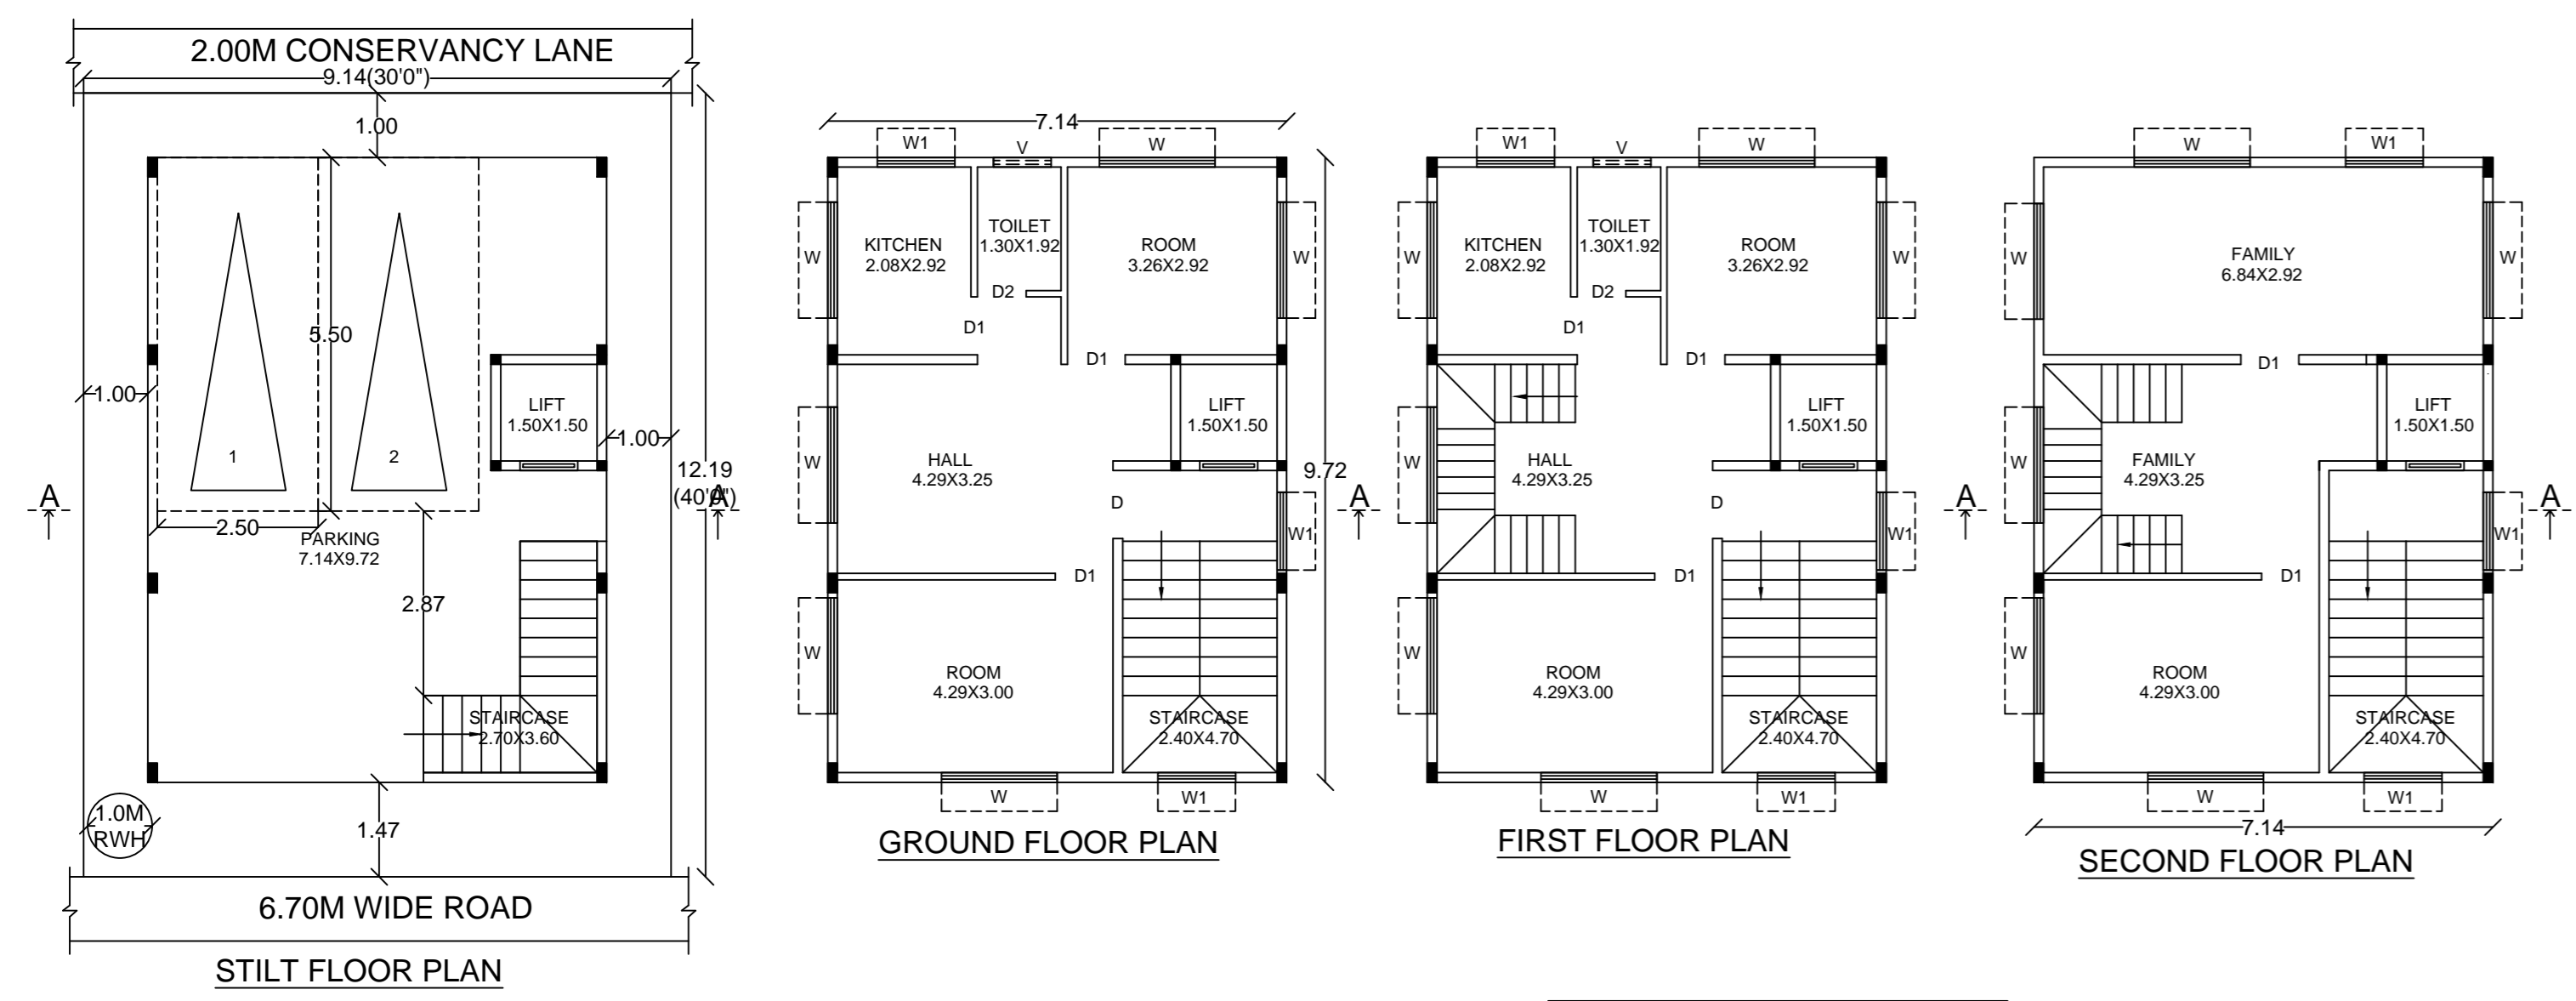 2.00M CONSERVANCY LANE
9.14(30'0")
1.00
5.50
1.00
LIFT
1.50X1.50
1.00
1
2
12.19
(40'0")
A
A
2.50
PARKING
7.14X9.72
2.87
STAIRCASE
2.70X3.60
1.0M
RWH
1.47
6.70M WIDE ROAD
STILT FLOOR PLAN
7.14
W1
V
W
KITCHEN
2.08X2.92
TOILET
1.30X1.92
ROOM
3.26X2.92
W
W
D2
D1
D1
LIFT
1.50X1.50
HALL
4.29X3.25
W
9.72
D
W1
D1
W
ROOM
4.29X3.00
STAIRCASE
2.40X4.70
W
W1
GROUND FLOOR PLAN
W1
V
W
KITCHEN
2.08X2.92
TOILET
1.30X1.92
ROOM
3.26X2.92
W
W
D2
D1
D1
LIFT
1.50X1.50
HALL
4.29X3.25
W
A
D
W1
D1
W
ROOM
4.29X3.00
STAIRCASE
2.40X4.70
W
W1
FIRST FLOOR PLAN
W
W1
FAMILY
6.84X2.92
W
W
D1
LIFT
1.50X1.50
FAMILY
4.29X3.25
W
A
A
W1
D1
W
ROOM
4.29X3.00
STAIRCASE
2.40X4.70
W
W1
7.14
SECOND FLOOR PLAN